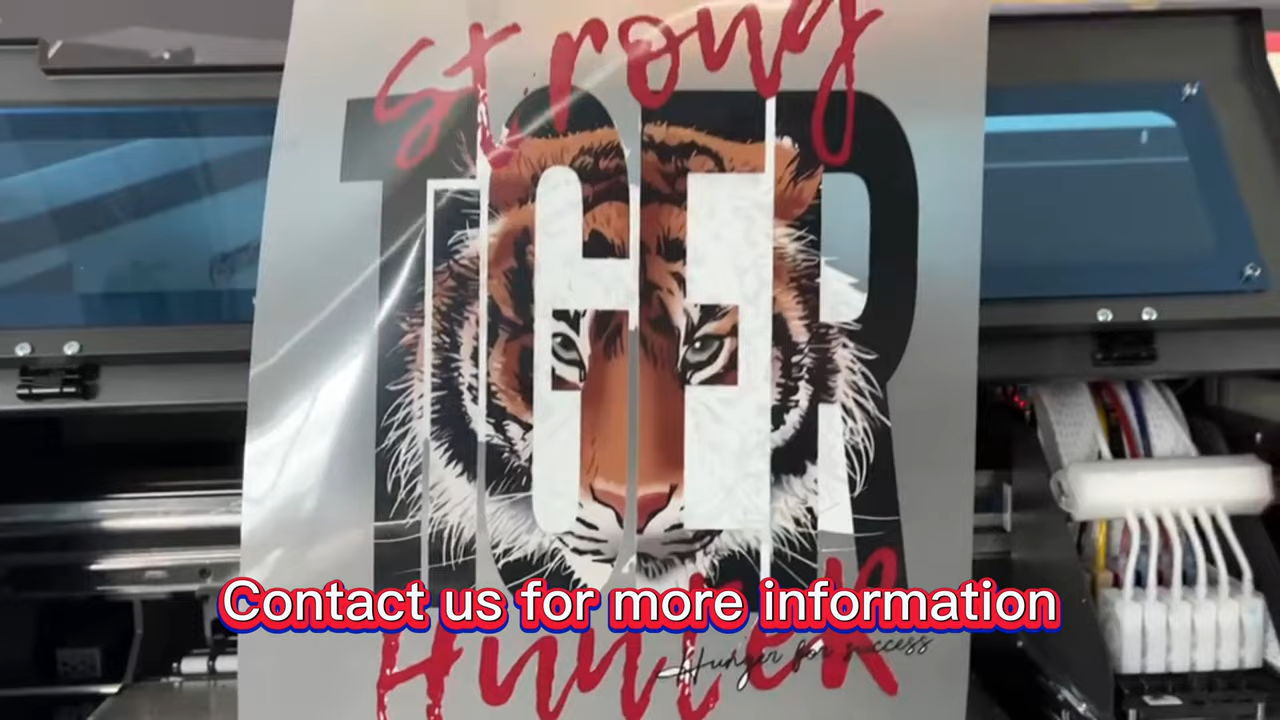 Strong
TIGER
Contact us for more information
HunTER
Hunger for success